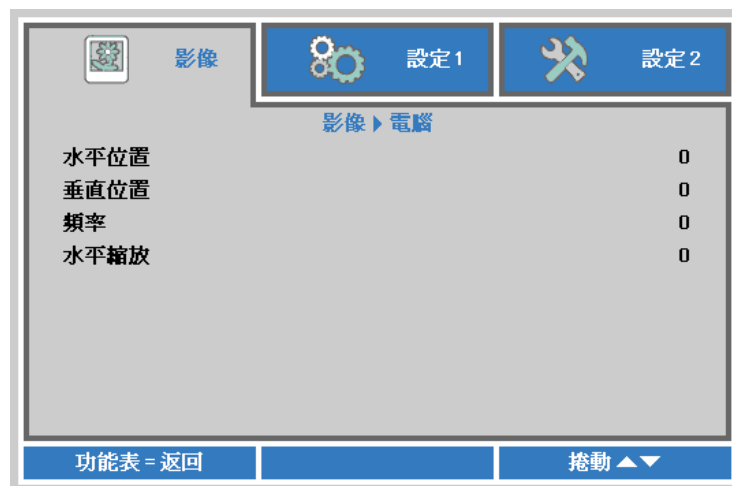 影像 設定1 設定2
影像▶電腦
水平位置 0
垂直位置 0
頻率 0
水平縮放 0
功能表=返回 捲動▲▼